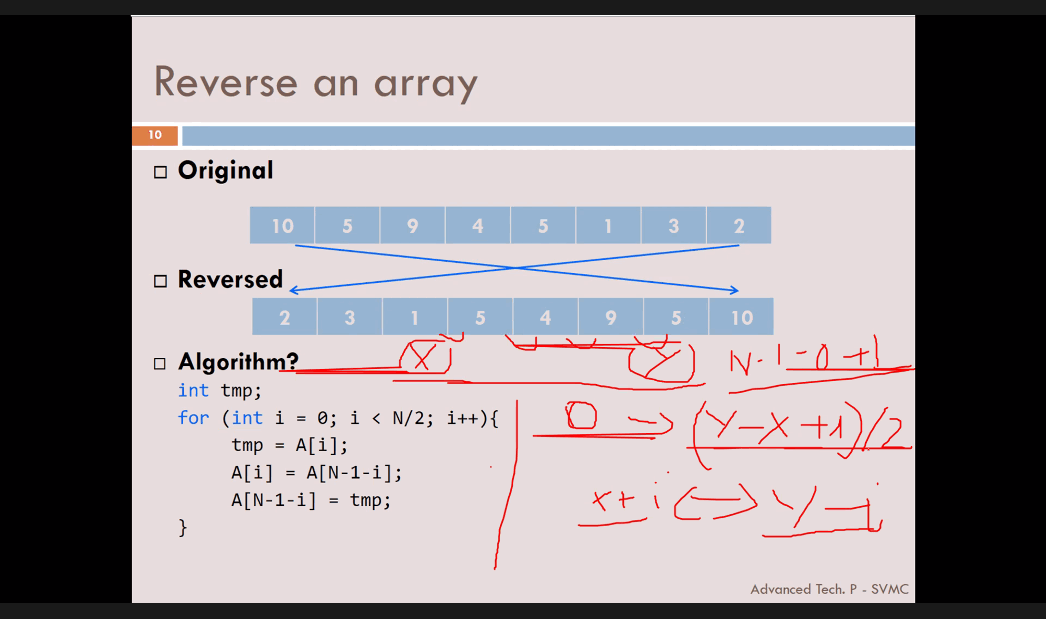 Reverse an array
10
Original
10 5 9 4 5 1 3 2
Reversed
2 3 1 5 4 9 5 10
Algorithm?
X Y N-1-0+1
int tmp;
for (int i = 0; i < N/2; i++){
0 → (Y-X+1)/2
tmp = A[i];
A[i] = A[N-1-i];
A[N-1-i] = tmp;
x+i ⟷ Y-i
}
Advanced Tech. P - SVMC